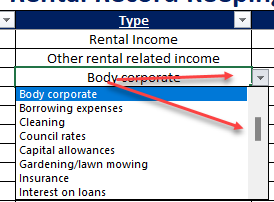 Rental Record Keeping
Type
Rental Income
Other rental related income
Body corporate
Body corporate
Borrowing expenses
Cleaning
Council rates
Capital allowances
Gardening/lawn mowing
Insurance
Interest on loans